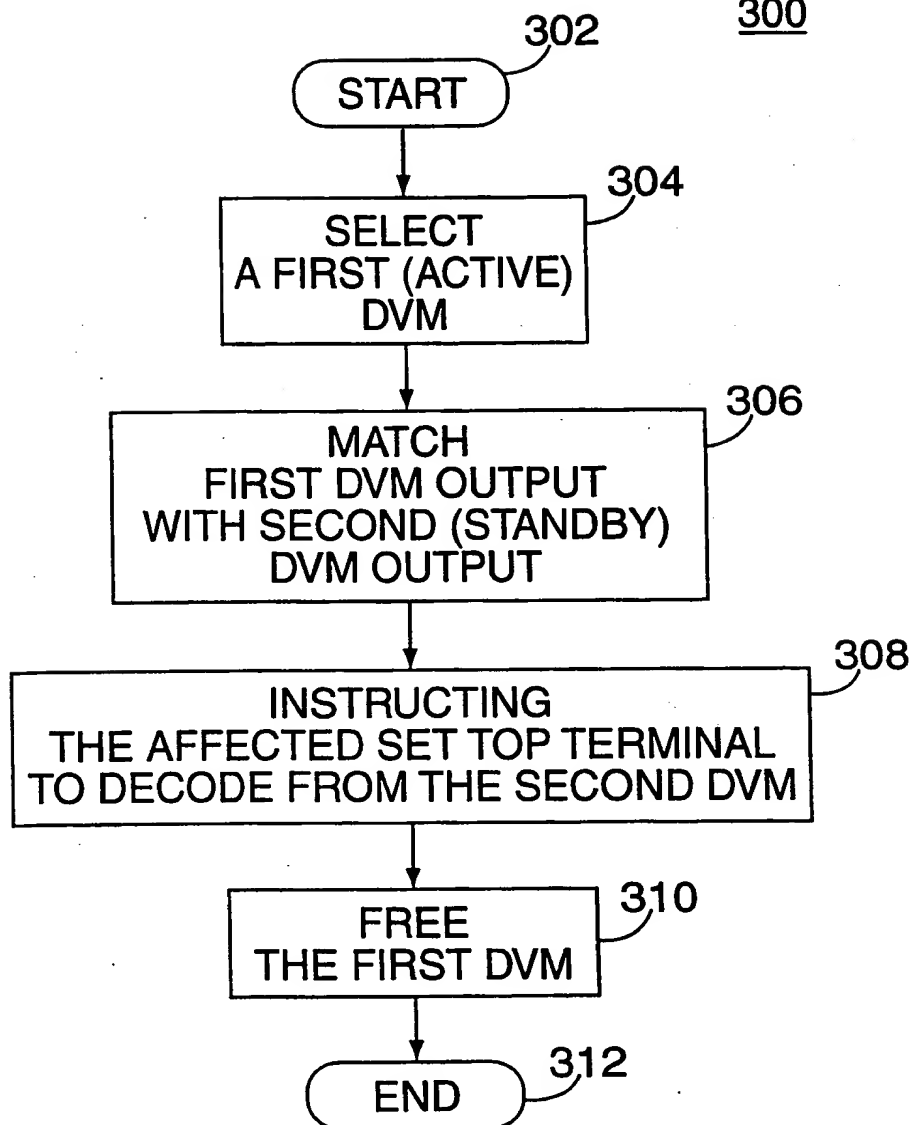 300
302
START
304
SELECT
A FIRST (ACTIVE)
DVM
306
MATCH
FIRST DVM OUTPUT
WITH SECOND (STANDBY)
DVM OUTPUT
308
INSTRUCTING
THE AFFECTED SET TOP TERMINAL
TO DECODE FROM THE SECOND DVM
310
FREE
THE FIRST DVM
312
END